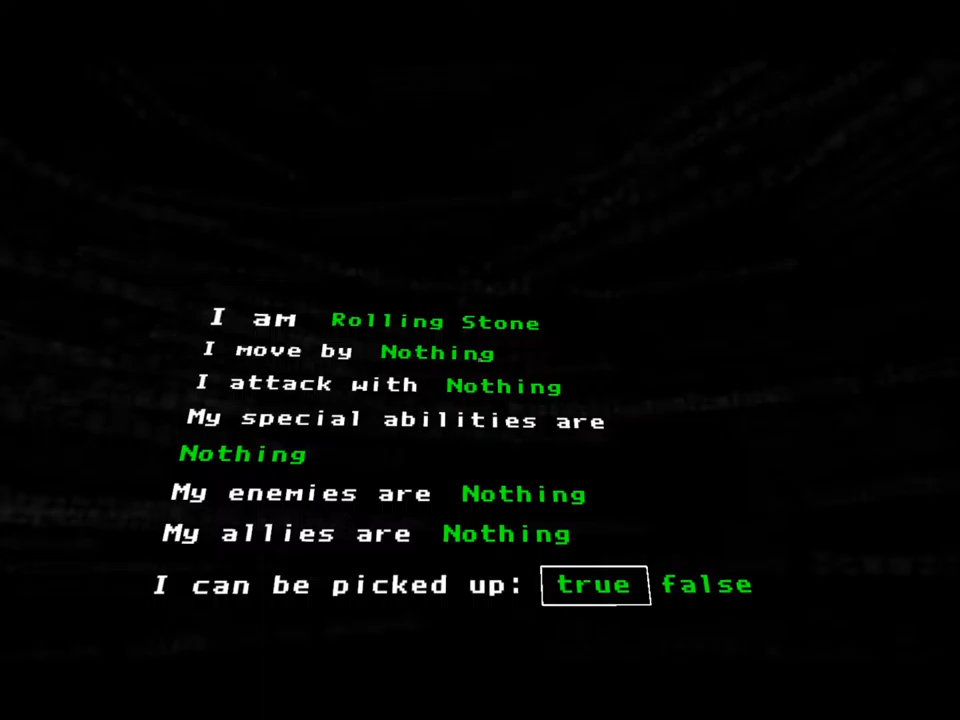 I am Rolling Stone
I move by Nothing
I attack with Nothing
My special abilities are
Nothing
My enemies are Nothing
My allies are Nothing
I can be picked up: true false